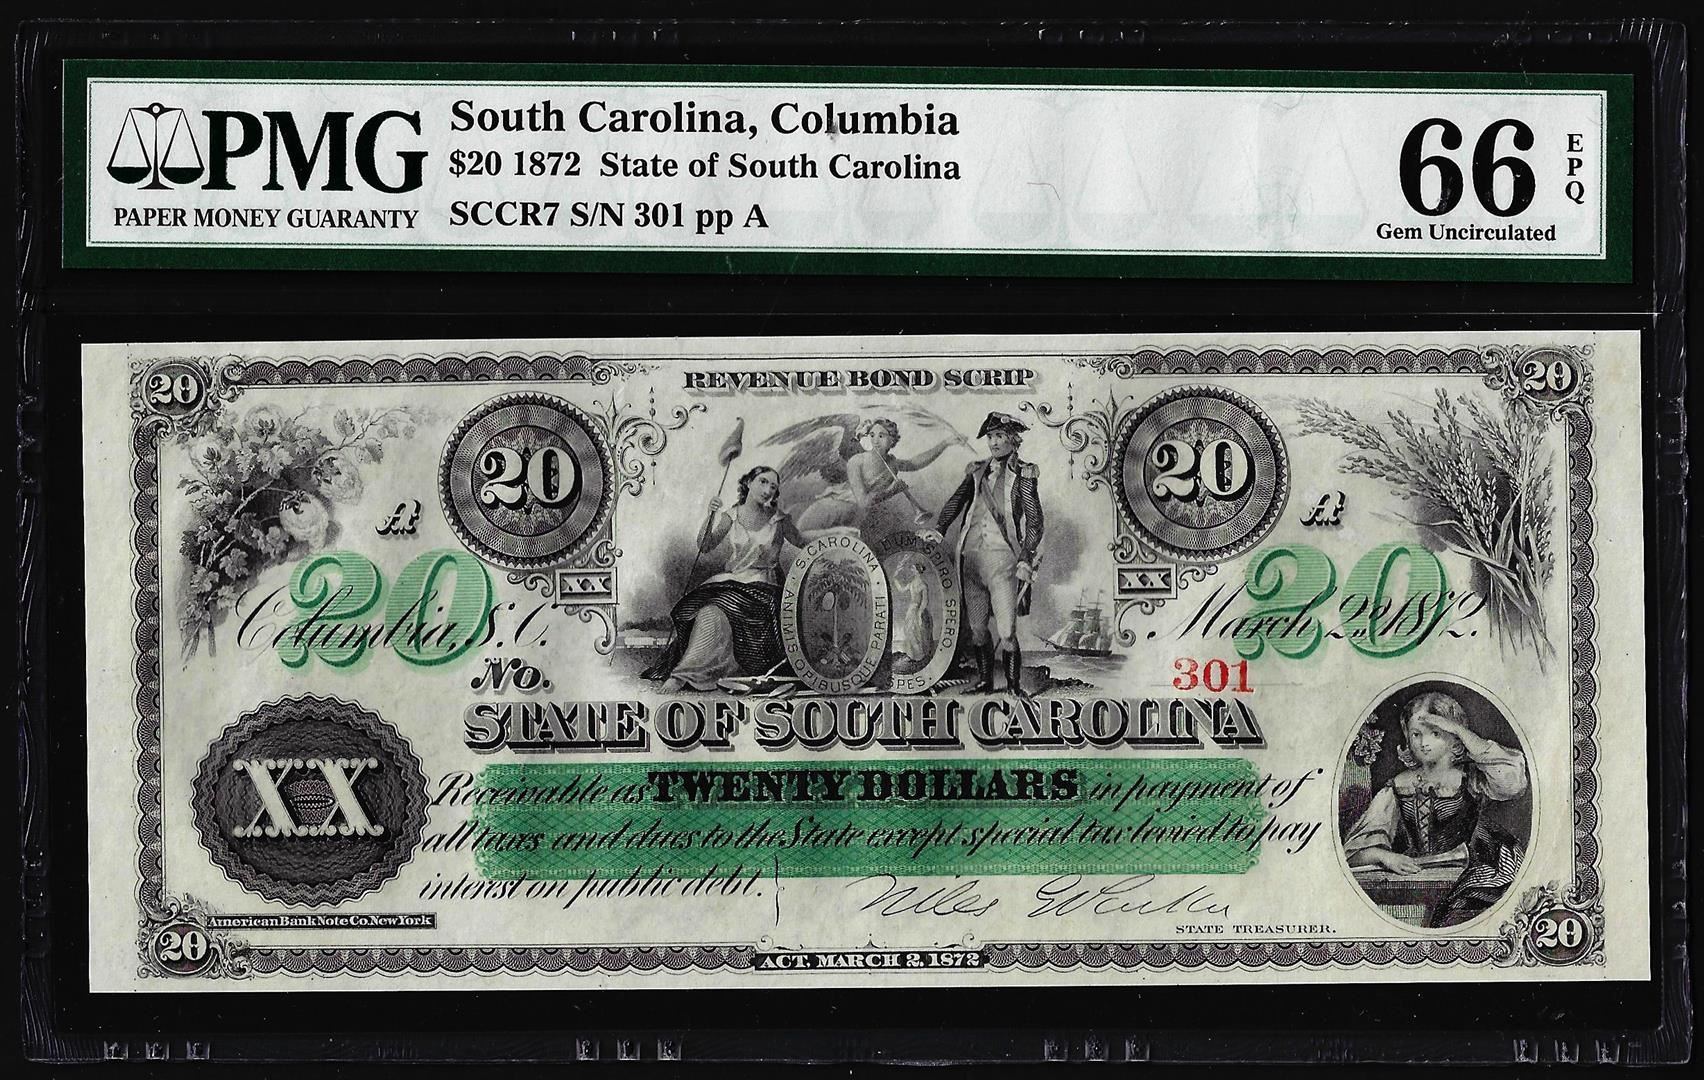 PMG
PAPER MONEY GUARANTY
South Carolina, Columbia
$20 1872 State of South Carolina
SCCR7 S/N 301 pp A
66
EPQ
Gem Uncirculated
20
20
REVENUE BOND SCRIP
20
20
A
A
20
20
XX
XX
S. CAROLINA
ANIMIS OPIBUSQUE PARATI
DUM SPIRO SPERO
SPES
Columbia, S.C.
March 2nd 1872.
No.
301
STATE OF SOUTH CAROLINA
XX
Receivable as TWENTY DOLLARS in payment of
all taxes and dues to the State except special tax levied to pay
interest on public debt.
Niles G Parker
STATE TREASURER.
American Bank Note Co. New York
20
20
ACT, MARCH 2, 1872